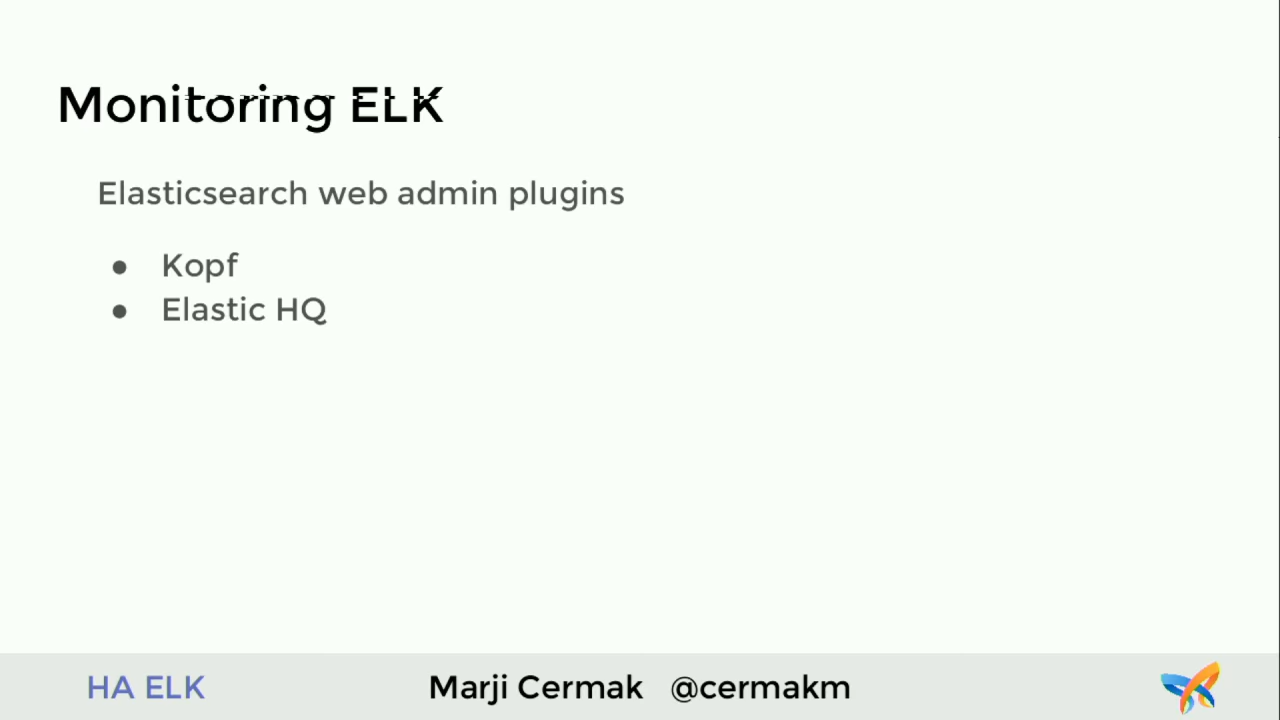 Monitoring ELK
Elasticsearch web admin plugins
● Kopf
● Elastic HQ
HA ELK Marji Cermak @cermakm